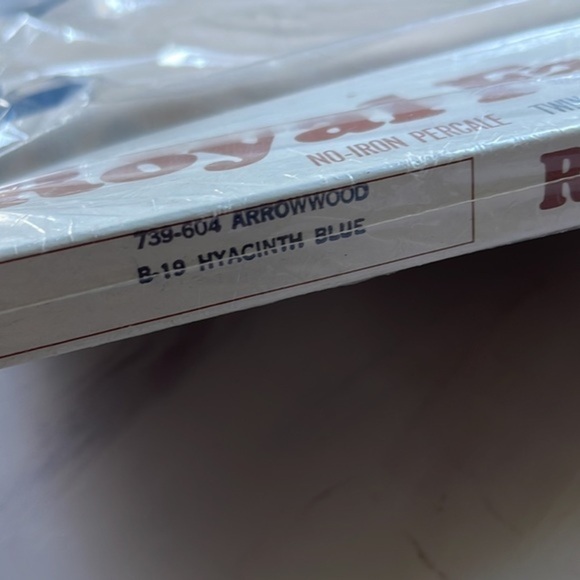 Royal
NO-IRON PERCALE
739-604 ARROWWOOD
B-19 HYACINTH BLUE